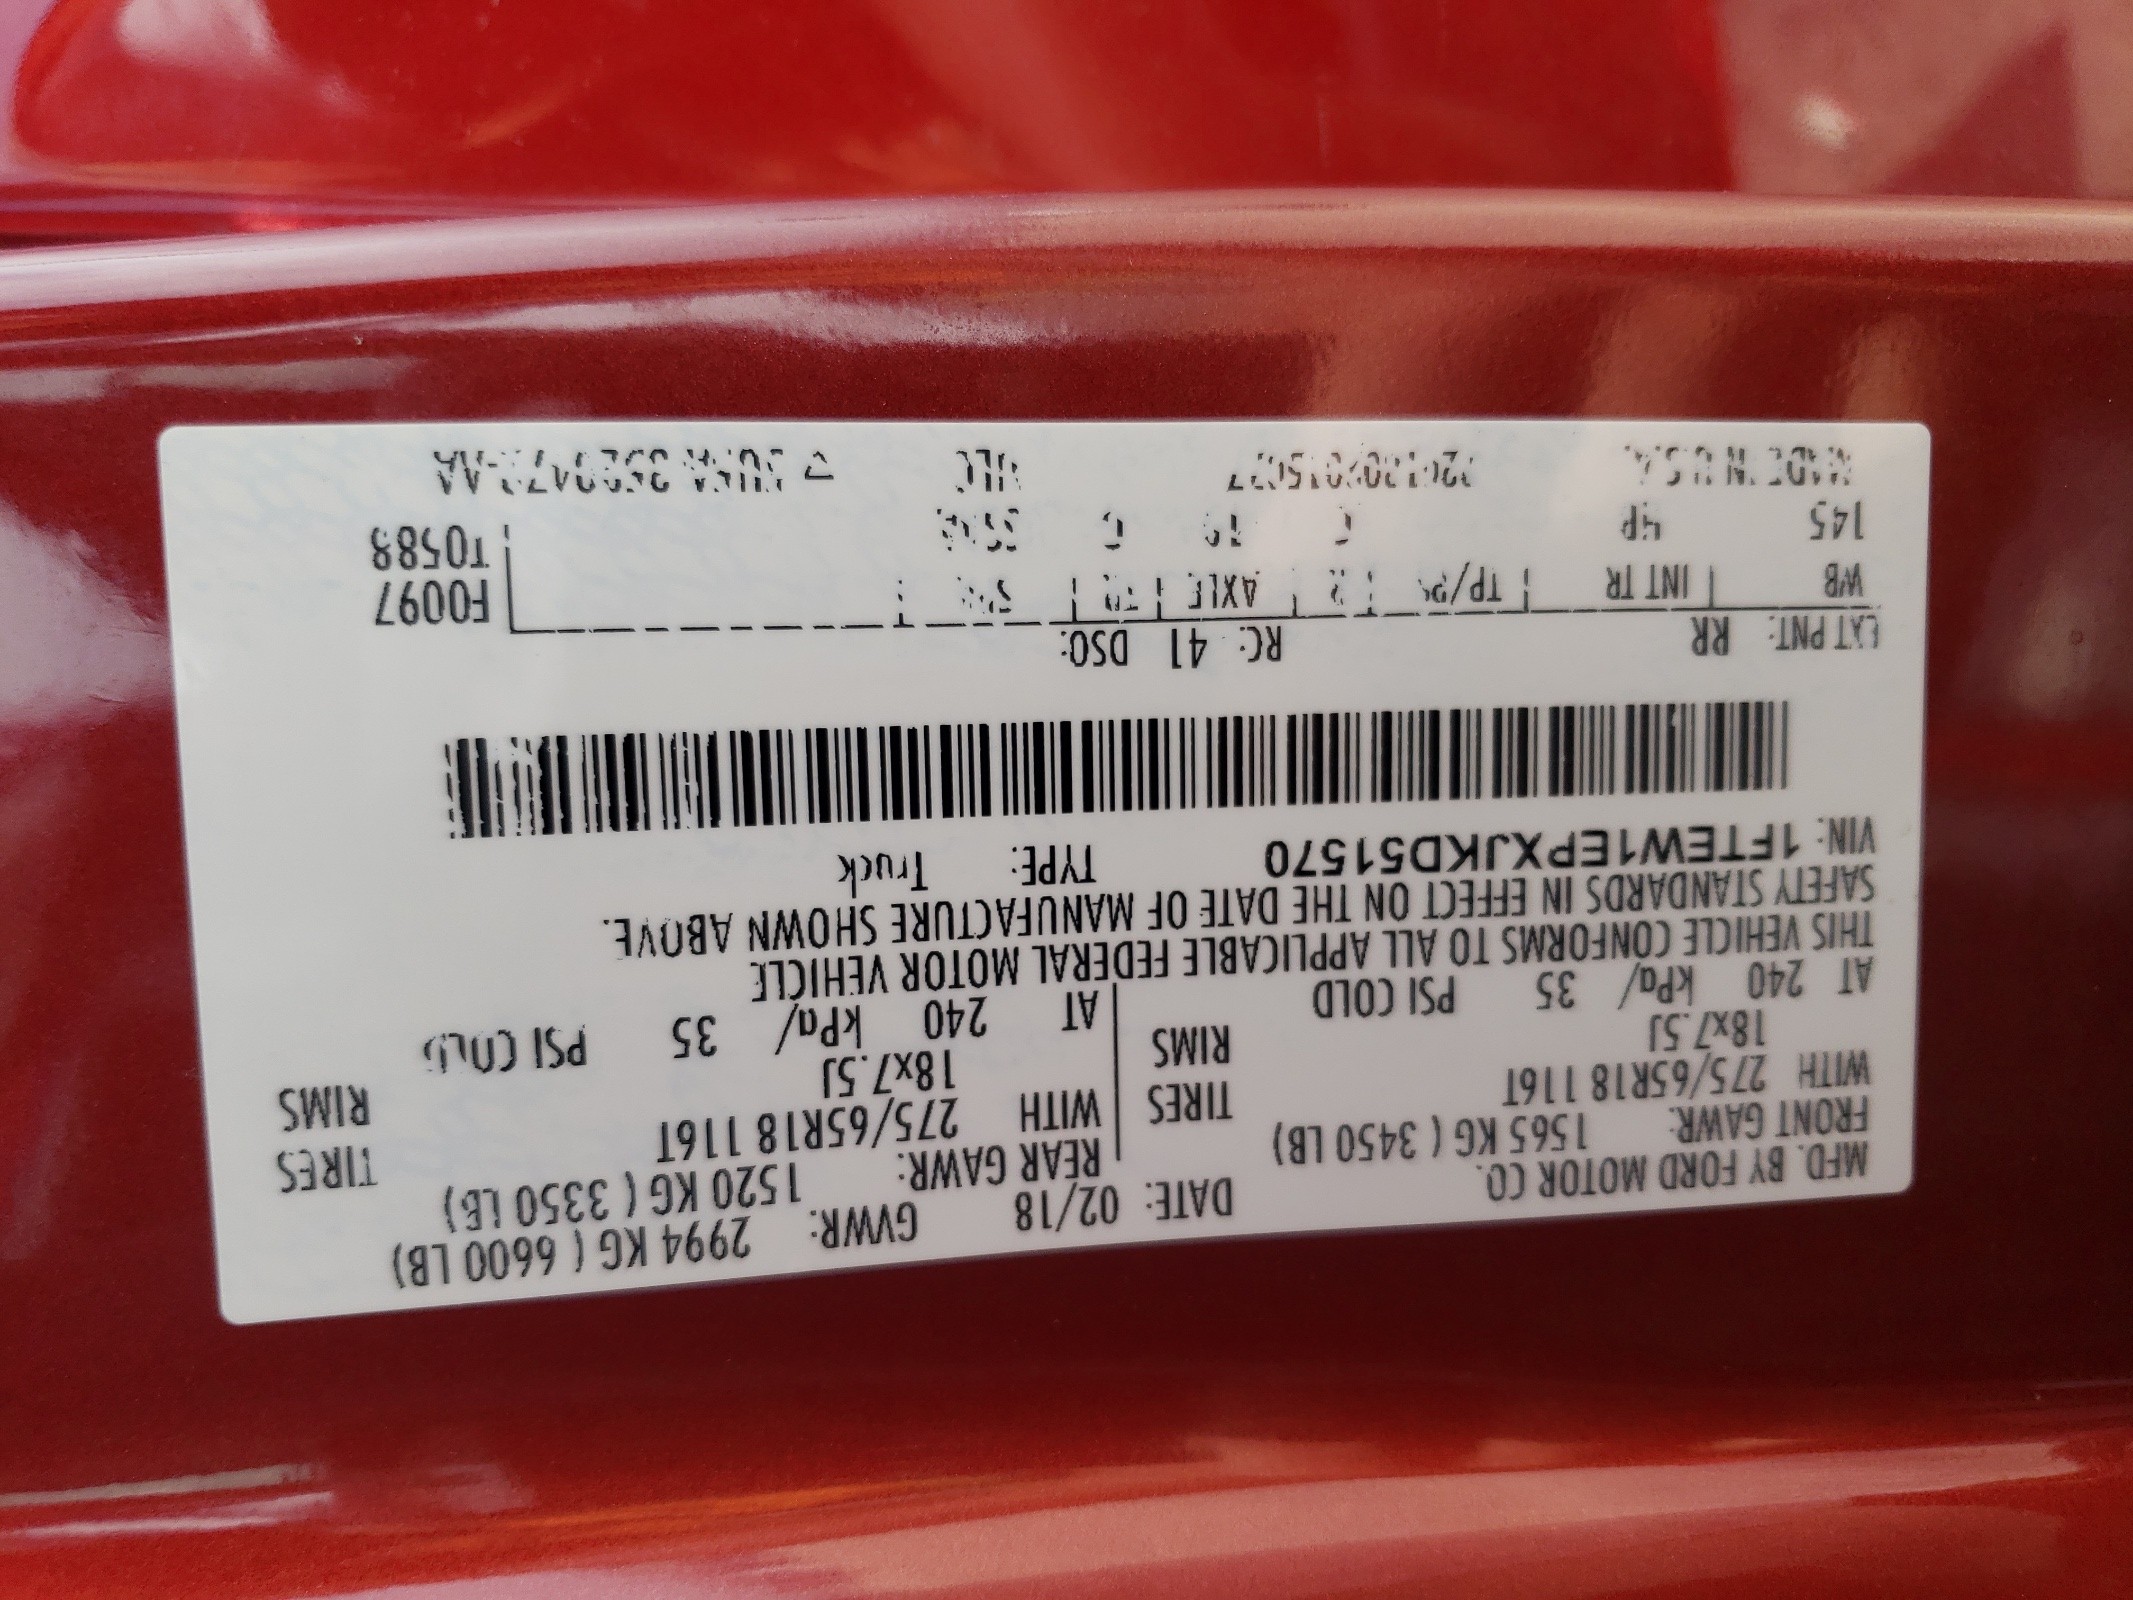 MFD. BY FORD MOTOR CO. DATE: 02/18 GVWR: 2994 KG ( 6600 LB)
FRONT GAWR: 1565 KG ( 3450 LB) REAR GAWR: 1520 KG ( 3350 LB)
WITH 275/65R18 116T TIRES WITH 275/65R18 116T TIRES
18x7.5J RIMS 18x7.5J RIMS
AT 240 kPa/ 35 PSI COLD AT 240 kPa/ 35 PSI COLD
THIS VEHICLE CONFORMS TO ALL APPLICABLE FEDERAL MOTOR VEHICLE
SAFETY STANDARDS IN EFFECT ON THE DATE OF MANUFACTURE SHOWN ABOVE.
VIN: 1FTEW1EPXJKD51570 TYPE: Truck
EXT PNT: RR RC: 41 DSO: F0097
WB INT TR TP/PS R AXLE TR SPR T0588
145
MADE IN U.S.A.